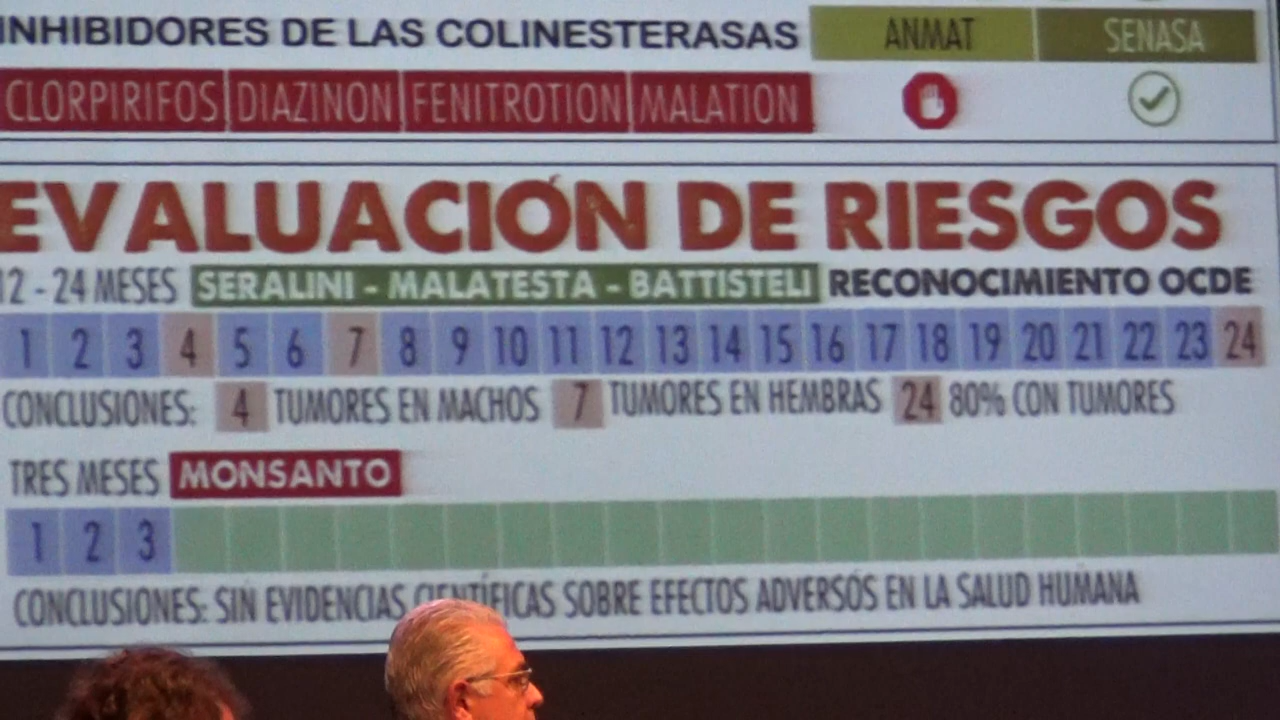 INHIBIDORES DE LAS COLINESTERASAS ANMAT SENASA
CLORPIRIFOS DIAZINON FENITROTION MALATION
EVALUACIÓN DE RIESGOS
12 - 24 MESES SERALINI - MALATESTA - BATTISTELI RECONOCIMIENTO OCDE
1 2 3 4 5 6 7 8 9 10 11 12 13 14 15 16 17 18 19 20 21 22 23 24
CONCLUSIONES: 4 TUMORES EN MACHOS 7 TUMORES EN HEMBRAS 24 80% CON TUMORES
TRES MESES MONSANTO
1 2 3
CONCLUSIONES: SIN EVIDENCIAS CIENTÍFICAS SOBRE EFECTOS ADVERSÓS EN LA SALUD HUMANA